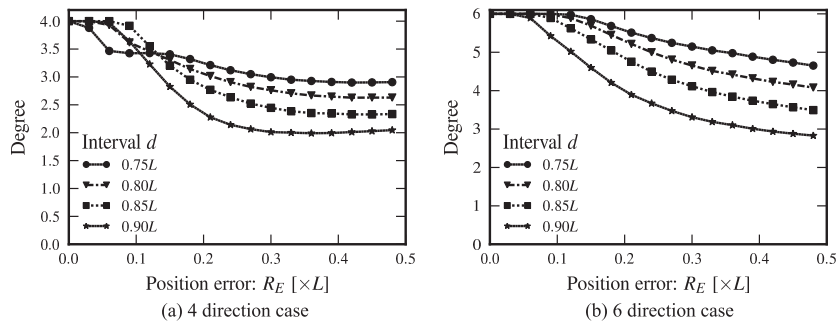 4.0
3.5
3.0
2.5
2.0
1.5
1.0
0.5
0.0
Degree
Interval d
0.75L
0.80L
0.85L
0.90L
0.0 0.1 0.2 0.3 0.4 0.5
Position error: R_E [×L]
(a) 4 direction case
6
5
4
3
2
1
0
Degree
Interval d
0.75L
0.80L
0.85L
0.90L
0.0 0.1 0.2 0.3 0.4 0.5
Position error: R_E [×L]
(b) 6 direction case